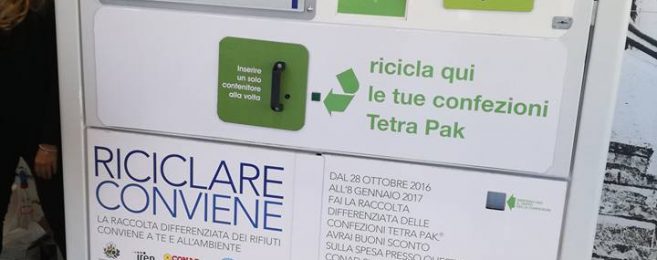 Inserire
un solo
contenitore
alla volta
ricicla qui
le tue confezioni
Tetra Pak
RICICLARE
CONVIENE
LA RACCOLTA DIFFERENZIATA DEI RIFIUTI
CONVIENE A TE E ALL'AMBIENTE
iren
CONAD
DAL 28 OTTOBRE 2016
ALL'8 GENNAIO 2017
FAI LA RACCOLTA
DIFFERENZIATA DELLE
CONFEZIONI TETRA PAK.®
AVRAI BUONI SCONTO
SULLA SPESA PRESSO